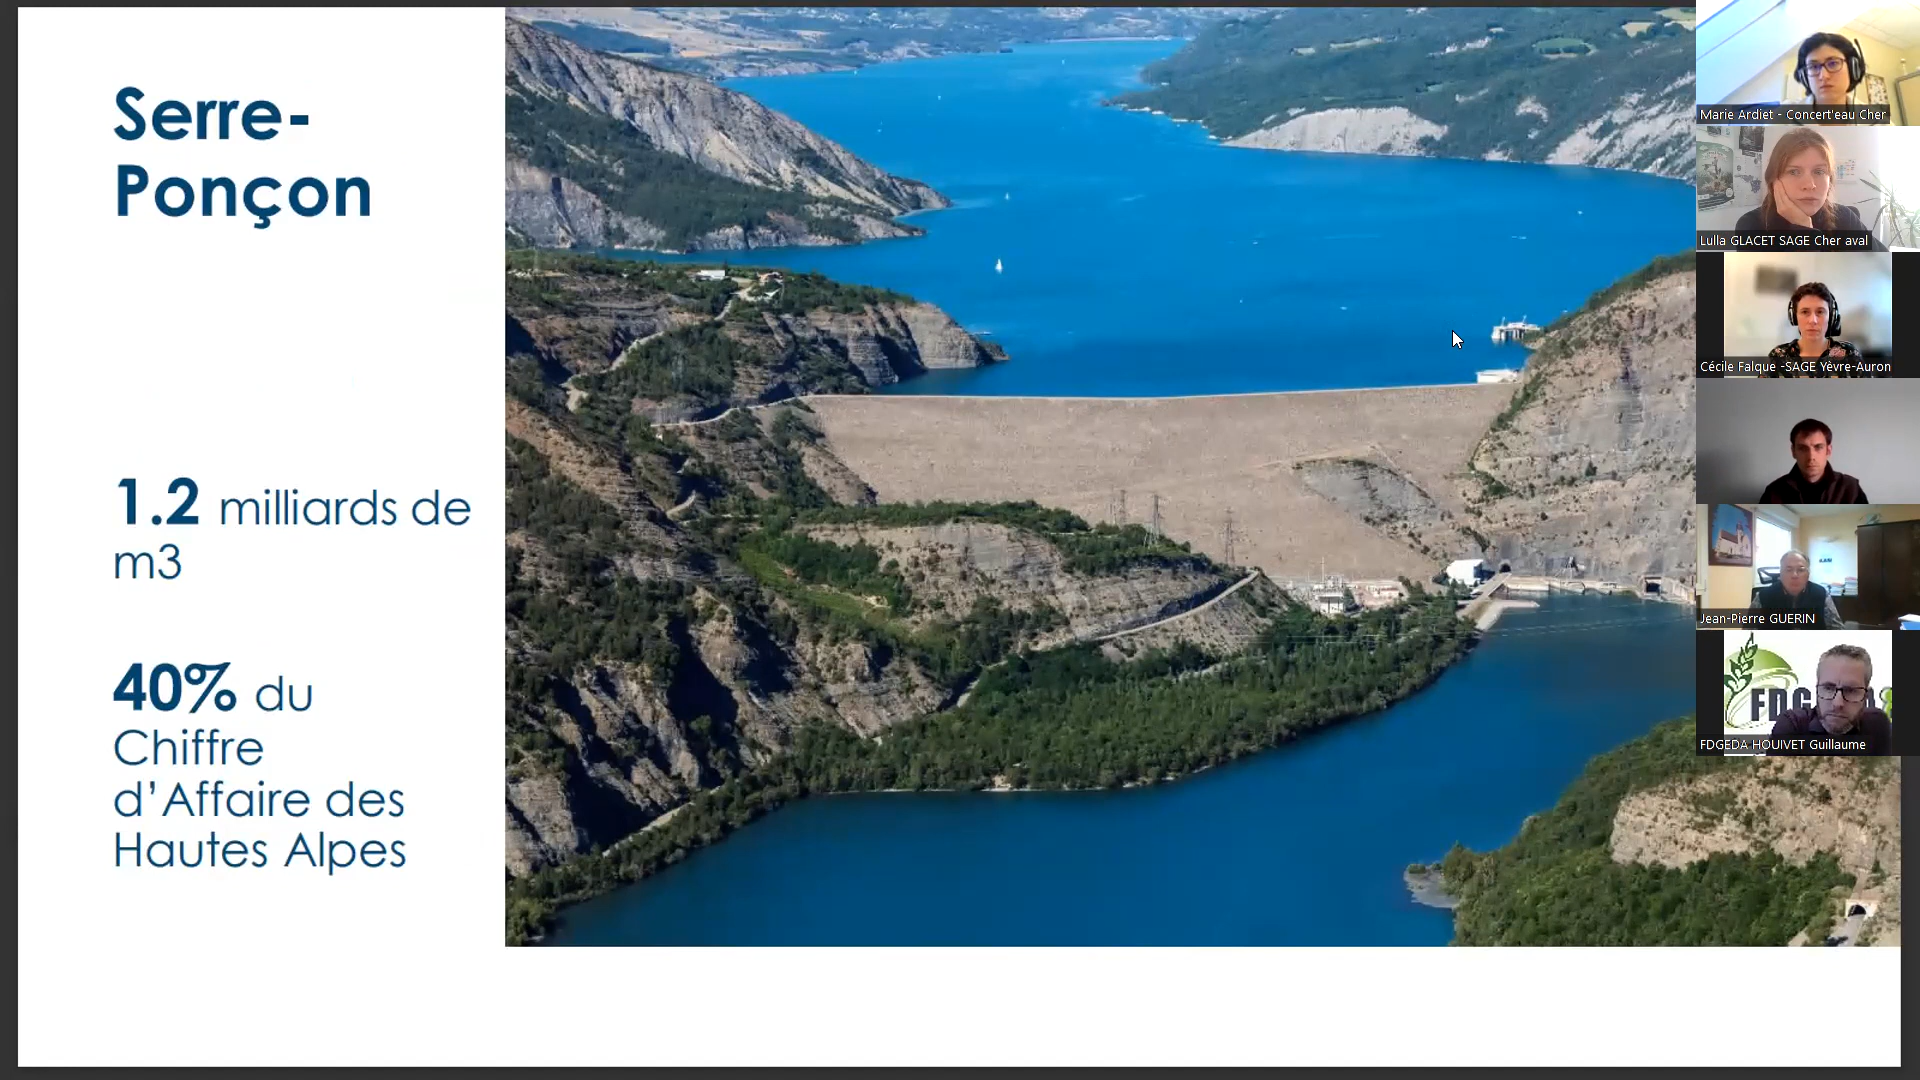 Serre-
Ponçon
1.2 milliards de
m3
40% du
Chiffre
d’Affaire des
Hautes Alpes
Marie Ardiet - Concert'eau Cher
Lulla GLACET SAGE Cher aval
Cécile Falque -SAGE Yèvre-Auron
Jean-Pierre GUERIN
FDGEDA HOUIVET Guillaume